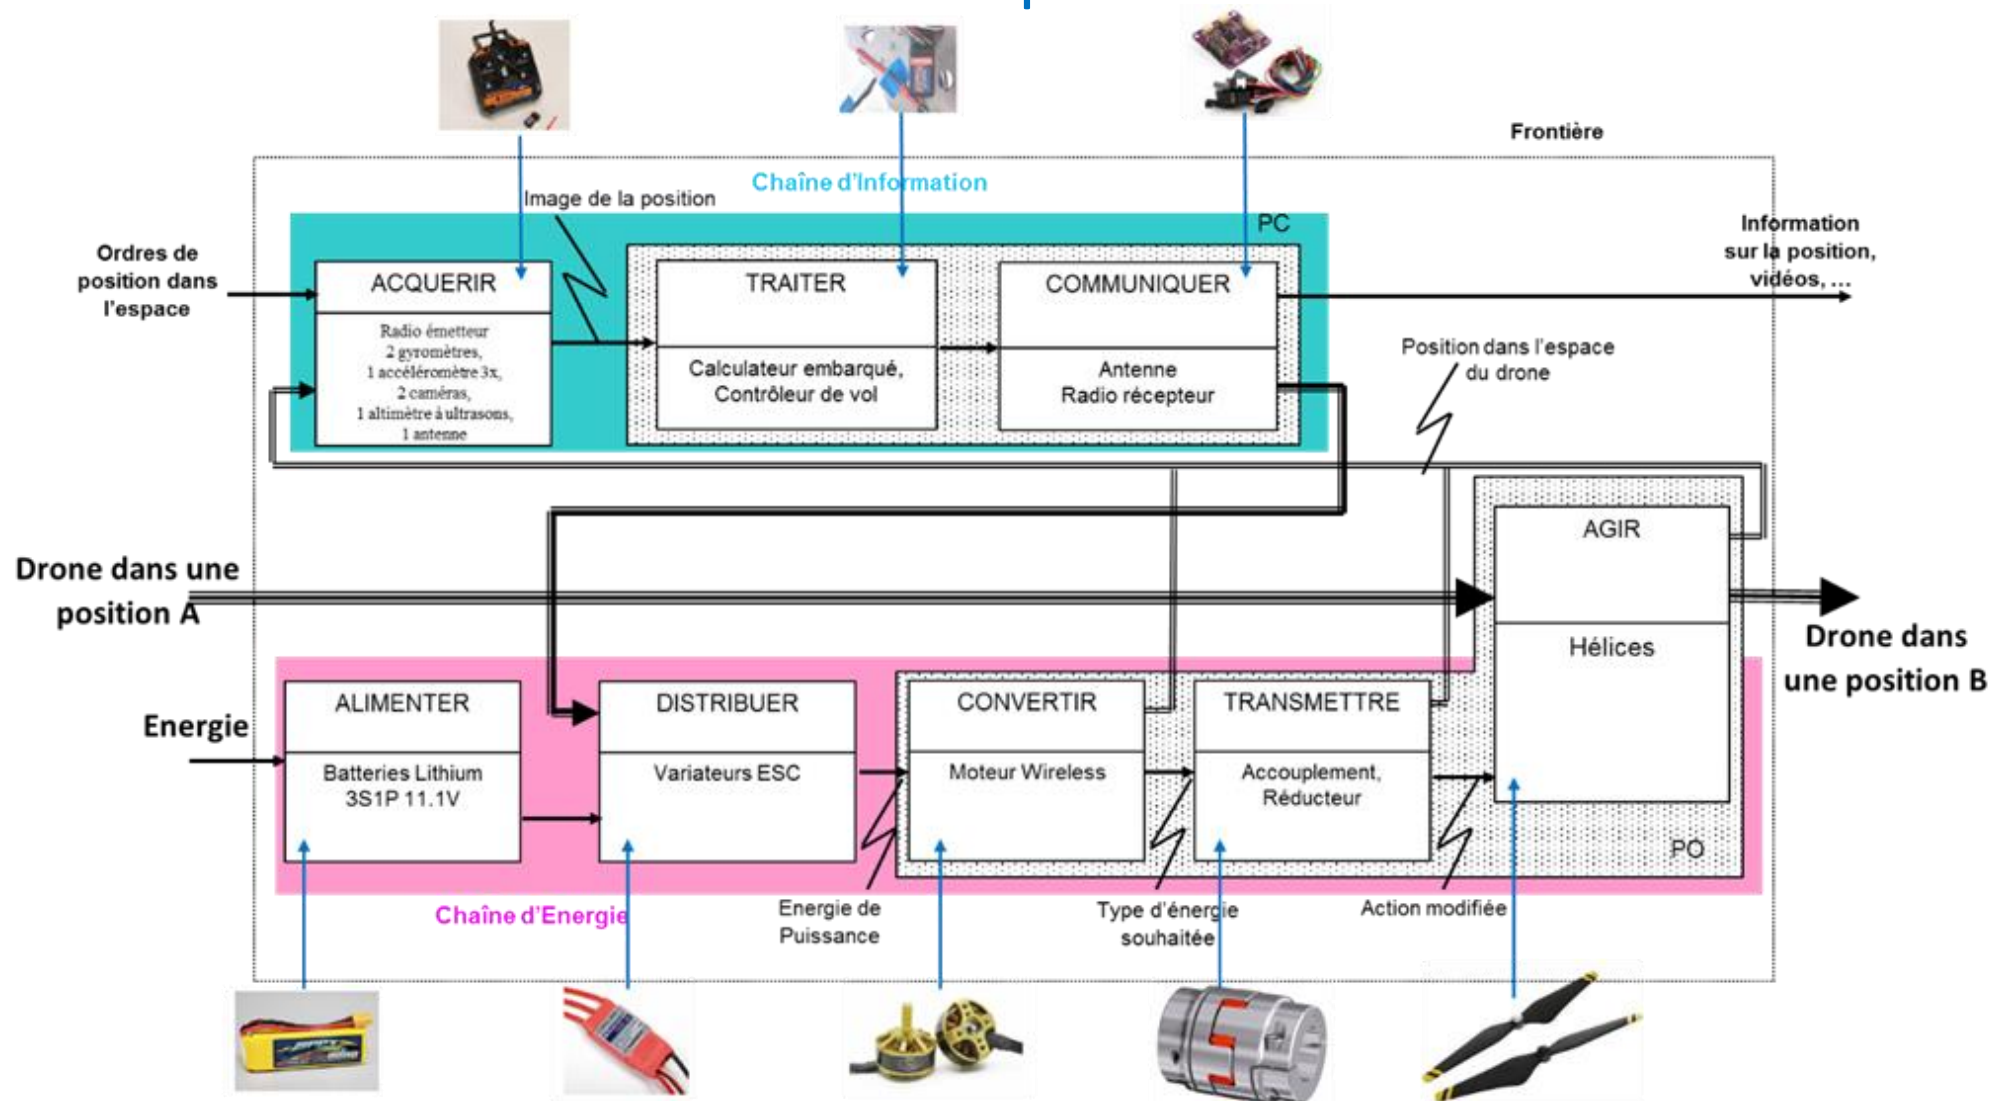 Frontière
Chaîne d'Information
Image de la position
PC
Ordres de
position dans
l'espace
Information
sur la position,
vidéos, ...
ACQUERIR
Radio émetteur
2 gyromètres,
1 accéléromètre 3x,
2 caméras,
1 altimètre à ultrasons,
1 antenne
TRAITER
Calculateur embarqué,
Contrôleur de vol
COMMUNIQUER
Antenne
Radio récepteur
Position dans l'espace
du drone
AGIR
Hélices
Drone dans une
position A
Drone dans
une position B
Energie
ALIMENTER
Batteries Lithium
3S1P 11.1V
DISTRIBUER
Variateurs ESC
CONVERTIR
Moteur Wireless
TRANSMETTRE
Accouplement,
Réducteur
PO
Chaîne d'Energie
Energie de
Puissance
Type d'énergie
souhaitée
Action modifiée